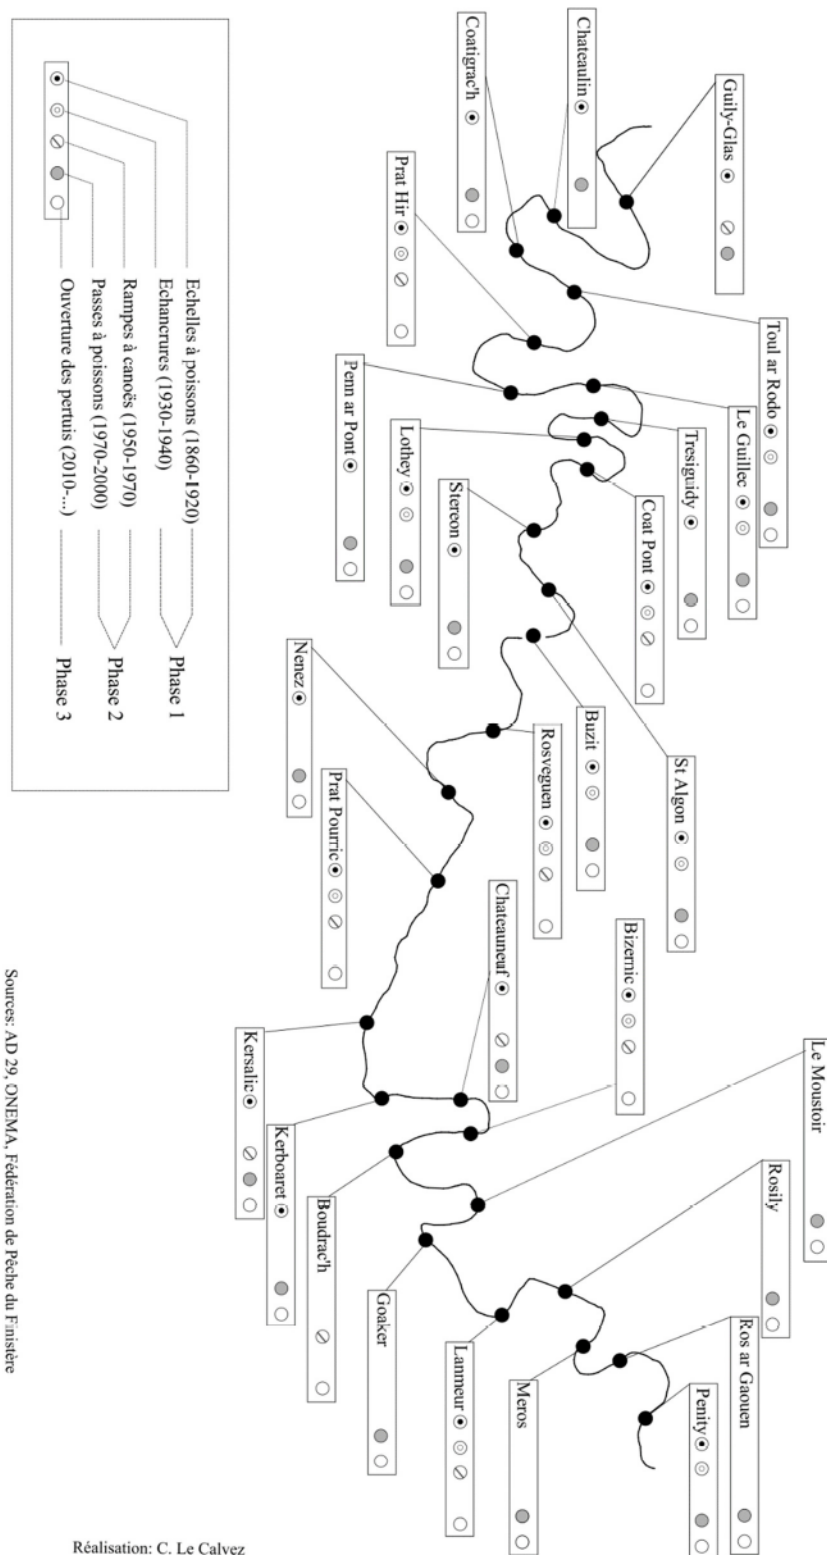 Guily-Glas
Chateaulin
Coatigrac'h
Toul ar Rodo
Prat Hir
Le Guillec
Penn ar Pont
Tresiguidy
Lothey
Coat Pont
Stereon
St Algon
Buzit
Rosveguen
Nenez
Prat Pourric
Kersalic
Kerboaret
Chateauneuf
Bizernic
Boudrac'h
Le Moustoir
Goaker
Lanmeur
Rosily
Meros
Ros ar Gaouen
Penity
Echelles à poissons (1860-1920)
Echancrures (1930-1940)
Rampes à canoës (1950-1970)
Passes à poissons (1970-2000)
Ouverture des pertuis (2010-...)
Phase 1
Phase 2
Phase 3
Sources: AD 29, ONEMA, Fédération de Pêche du Finistère
Réalisation: C. Le Calvez